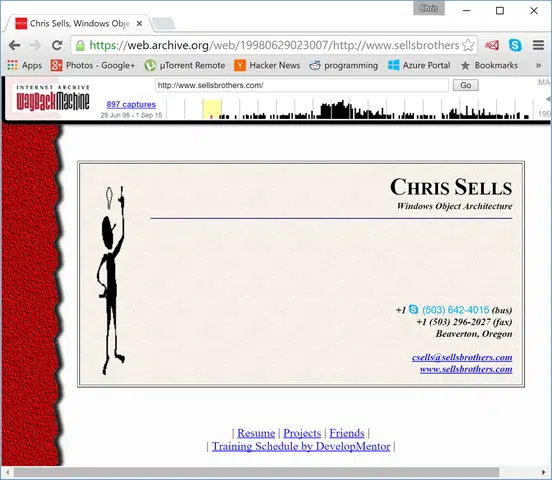 Chris
Chris Sells, Windows Obje
https://web.archive.org/web/19980629023007/http://www.sellsbrothers
Apps Photos - Google+ µTorrent Remote Hacker News programming Azure Portal Bookmarks »
INTERNET ARCHIVE
WayBackMachine
http://www.sellsbrothers.com/ Go
897 captures
29 Jun 98 - 1 Sep 15
MA
199
CHRIS SELLS
Windows Object Architecture
+1 (503) 642-4015 (bus)
+1 (503) 296-2027 (fax)
Beaverton, Oregon
csells@sellsbrothers.com
www.sellsbrothers.com
| Resume | Projects | Friends |
| Training Schedule by DevelopMentor |